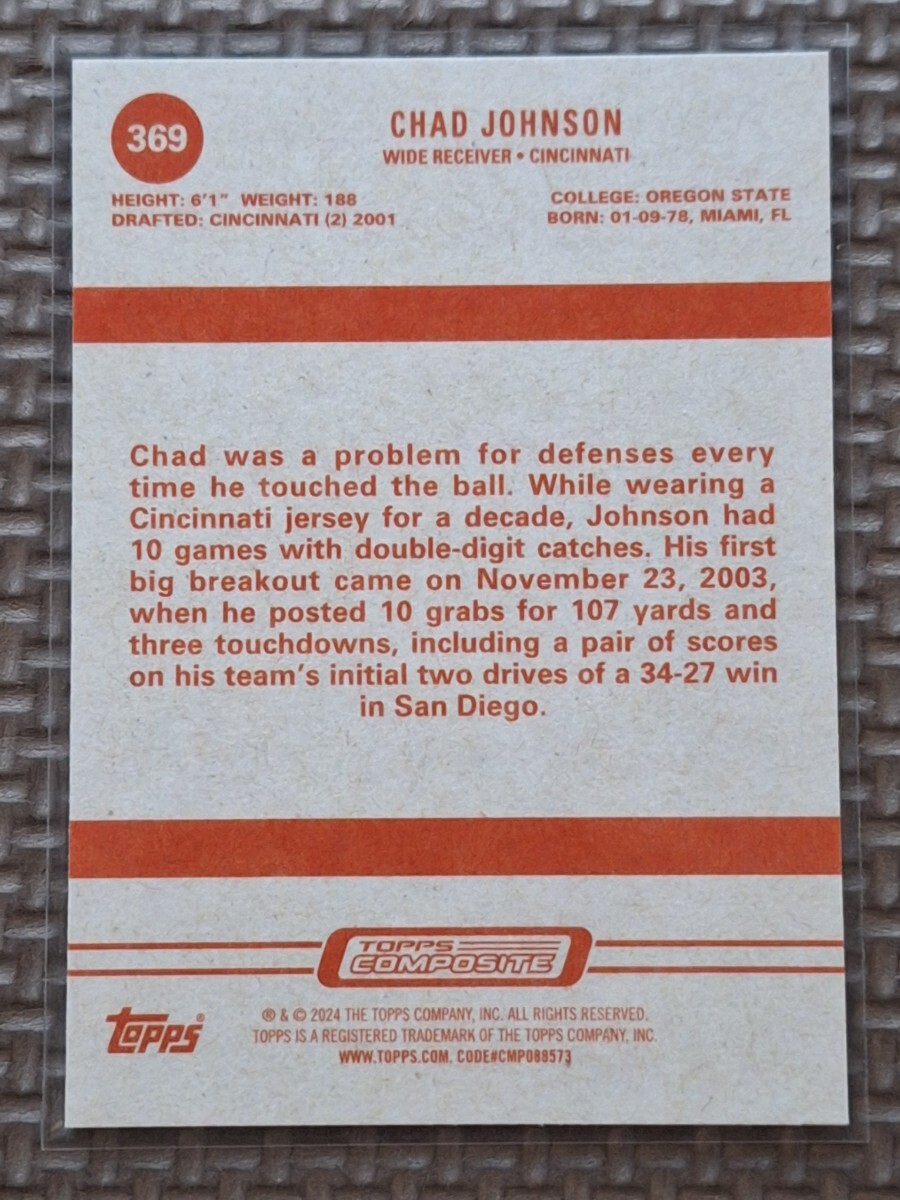 369
CHAD JOHNSON
WIDE RECEIVER • CINCINNATI
HEIGHT: 6'1" WEIGHT: 188
DRAFTED: CINCINNATI (2) 2001
COLLEGE: OREGON STATE
BORN: 01-09-78, MIAMI, FL
Chad was a problem for defenses every
time he touched the ball. While wearing a
Cincinnati jersey for a decade, Johnson had
10 games with double-digit catches. His first
big breakout came on November 23, 2003,
when he posted 10 grabs for 107 yards and
three touchdowns, including a pair of scores
on his team's initial two drives of a 34-27 win
in San Diego.
TOPPS
COMPOSITE
topps®
® & © 2024 THE TOPPS COMPANY, INC. ALL RIGHTS RESERVED.
TOPPS IS A REGISTERED TRADEMARK OF THE TOPPS COMPANY, INC.
WWW.TOPPS.COM. CODE#CMP088573